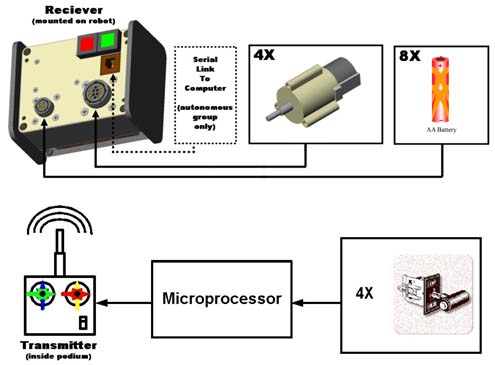 Reciever
(mounted on robot)
Serial
Link
To
Computer
(autonomous
group
only)
4X
8X
AA Battery
Microprocessor
4X
Transmitter
(inside podium)